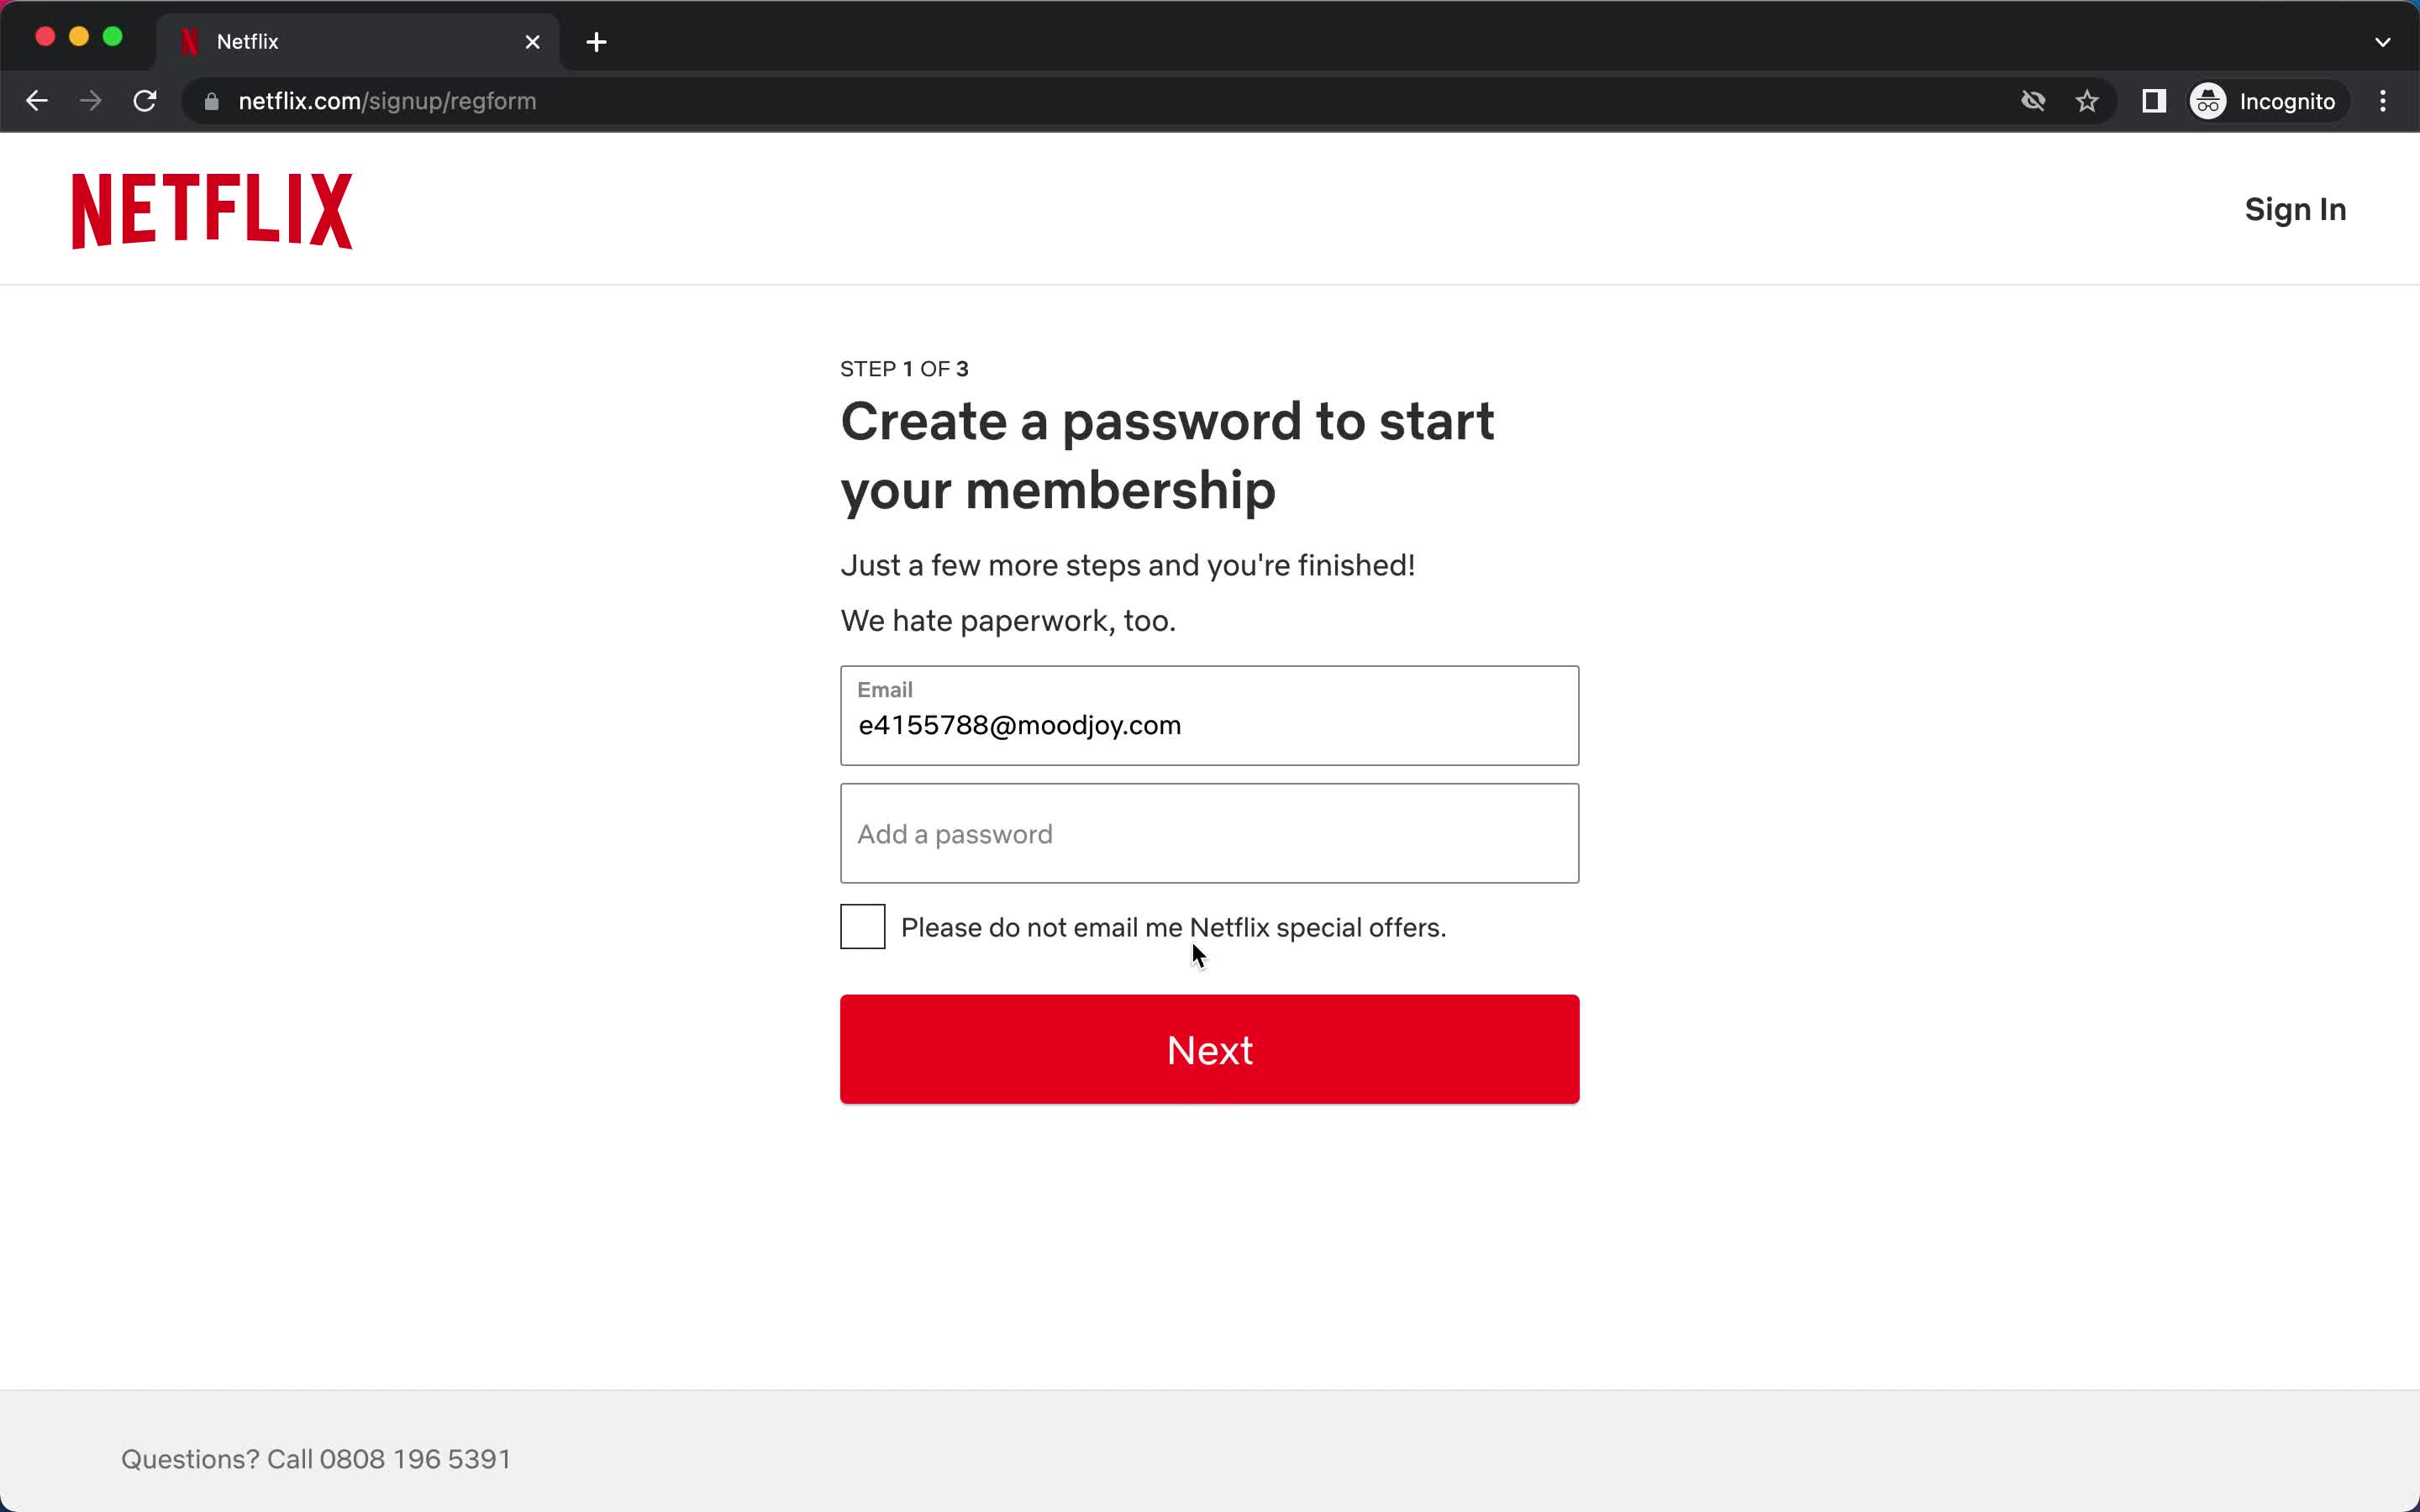 Netflix
netflix.com/signup/regform
Incognito
NETFLIX
Sign In
STEP 1 OF 3
Create a password to start
your membership
Just a few more steps and you're finished!
We hate paperwork, too.
Email
e4155788@moodjoy.com
Add a password
Please do not email me Netflix special offers.
Next
Questions? Call 0808 196 5391